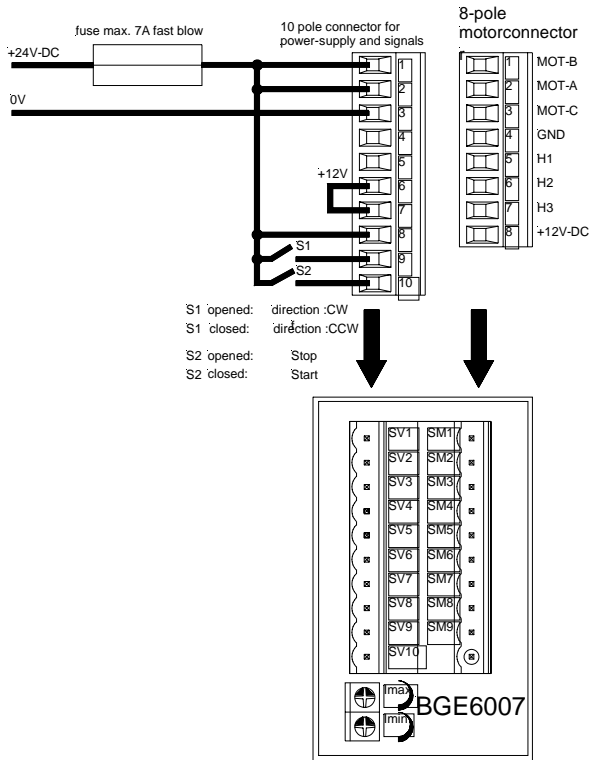 fuse max. 7A fast blow
10 pole connector for
power-supply and signals
8-pole
motorconnector
+24V-DC
0V
+12V
S1
S2
1
2
3
4
5
6
7
8
9
10
1 MOT-B
2 MOT-A
3 MOT-C
4 GND
5 H1
6 H2
7 H3
8 +12V-DC
S1 opened: direction :CW
S1 closed: direction :CCW
S2 opened: Stop
S2 closed: Start
SV1 SM1
SV2 SM2
SV3 SM3
SV4 SM4
SV5 SM5
SV6 SM6
SV7 SM7
SV8 SM8
SV9 SM9
SV10
Imax
Imin
BGE6007